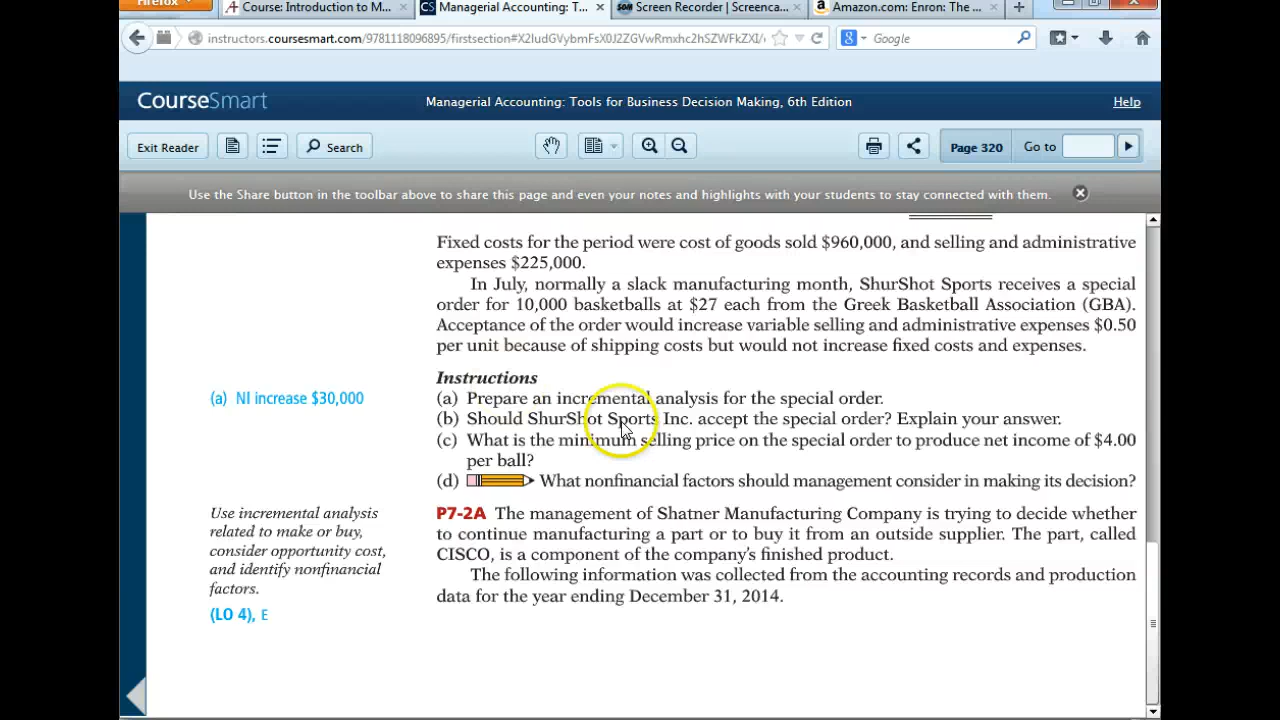 Firefox
Course: Introduction to M... ×
CS Managerial Accounting: T... ×
SOM Screen Recorder | Screenca... ×
a Amazon.com: Enron: The ... ×
+
instructors.coursesmart.com/9781118096895/firstsection#
Google
CourseSmart
Managerial Accounting: Tools for Business Decision Making, 6th Edition
Help
Exit Reader
Search
Page 320
Go to
Use the Share button in the toolbar above to share this page and even your notes and highlights with your students to stay connected with them.
Fixed costs for the period were cost of goods sold $960,000, and selling and administrative
expenses $225,000.
In July, normally a slack manufacturing month, ShurShot Sports receives a special
order for 10,000 basketballs at $27 each from the Greek Basketball Association (GBA).
Acceptance of the order would increase variable selling and administrative expenses $0.50
per unit because of shipping costs but would not increase fixed costs and expenses.
Instructions
(a) NI increase $30,000
(a) Prepare an incremental analysis for the special order.
(b) Should ShurShot Sports Inc. accept the special order? Explain your answer.
(c) What is the minimum selling price on the special order to produce net income of $4.00
per ball?
(d) What nonfinancial factors should management consider in making its decision?
Use incremental analysis
related to make or buy,
consider opportunity cost,
and identify nonfinancial
factors.
(LO 4), E
P7-2A The management of Shatner Manufacturing Company is trying to decide whether
to continue manufacturing a part or to buy it from an outside supplier. The part, called
CISCO, is a component of the company's finished product.
The following information was collected from the accounting records and production
data for the year ending December 31, 2014.